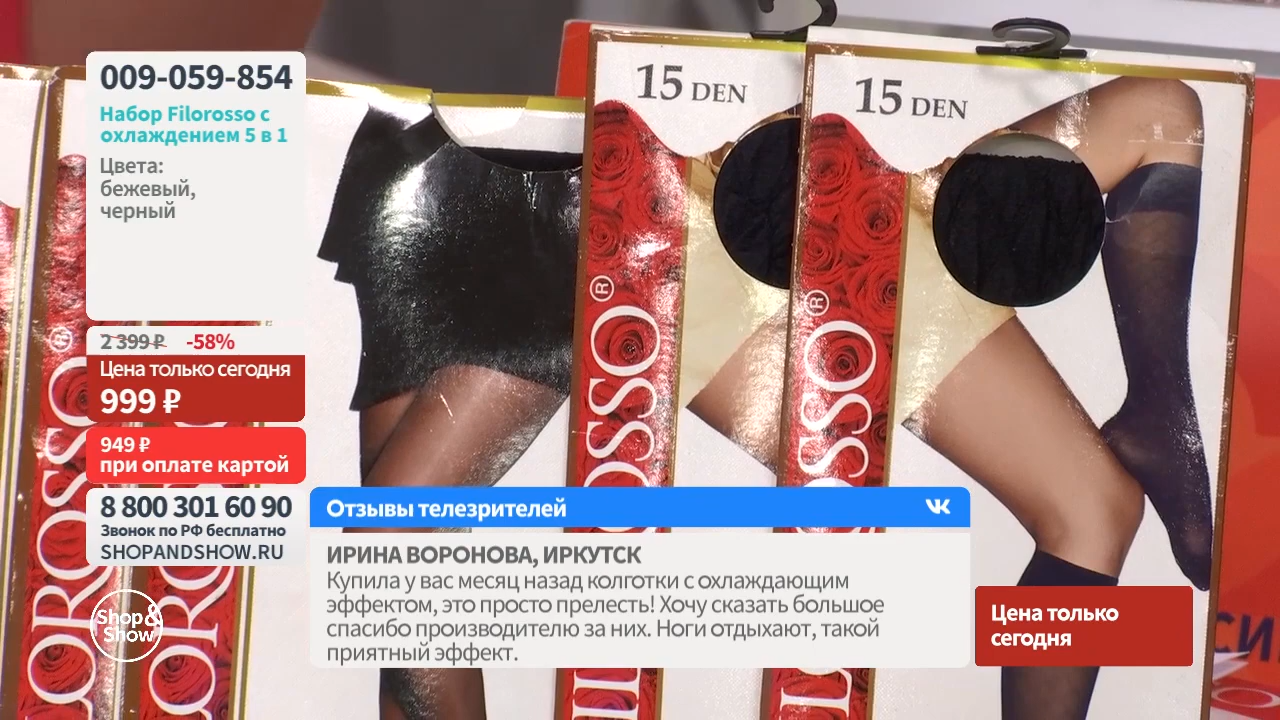 009-059-854
Набор Filorosso с
охлаждением 5 в 1
Цвета:
бежевый,
черный
2 399 ₽ -58%
Цена только сегодня
999 ₽
949 ₽
при оплате картой
8 800 301 60 90
Звонок по РФ бесплатно
SHOPANDSHOW.RU
Shop&
Show
15 DEN
15 DEN
OSSO®
SSO®
LOROSSO®
Отзывы телезрителей
ИРИНА ВОРОНОВА, ИРКУТСК
Купила у вас месяц назад колготки с охлаждающим
эффектом, это просто прелесть! Хочу сказать большое
спасибо производителю за них. Ноги отдыхают, такой
приятный эффект.
Цена только
сегодня